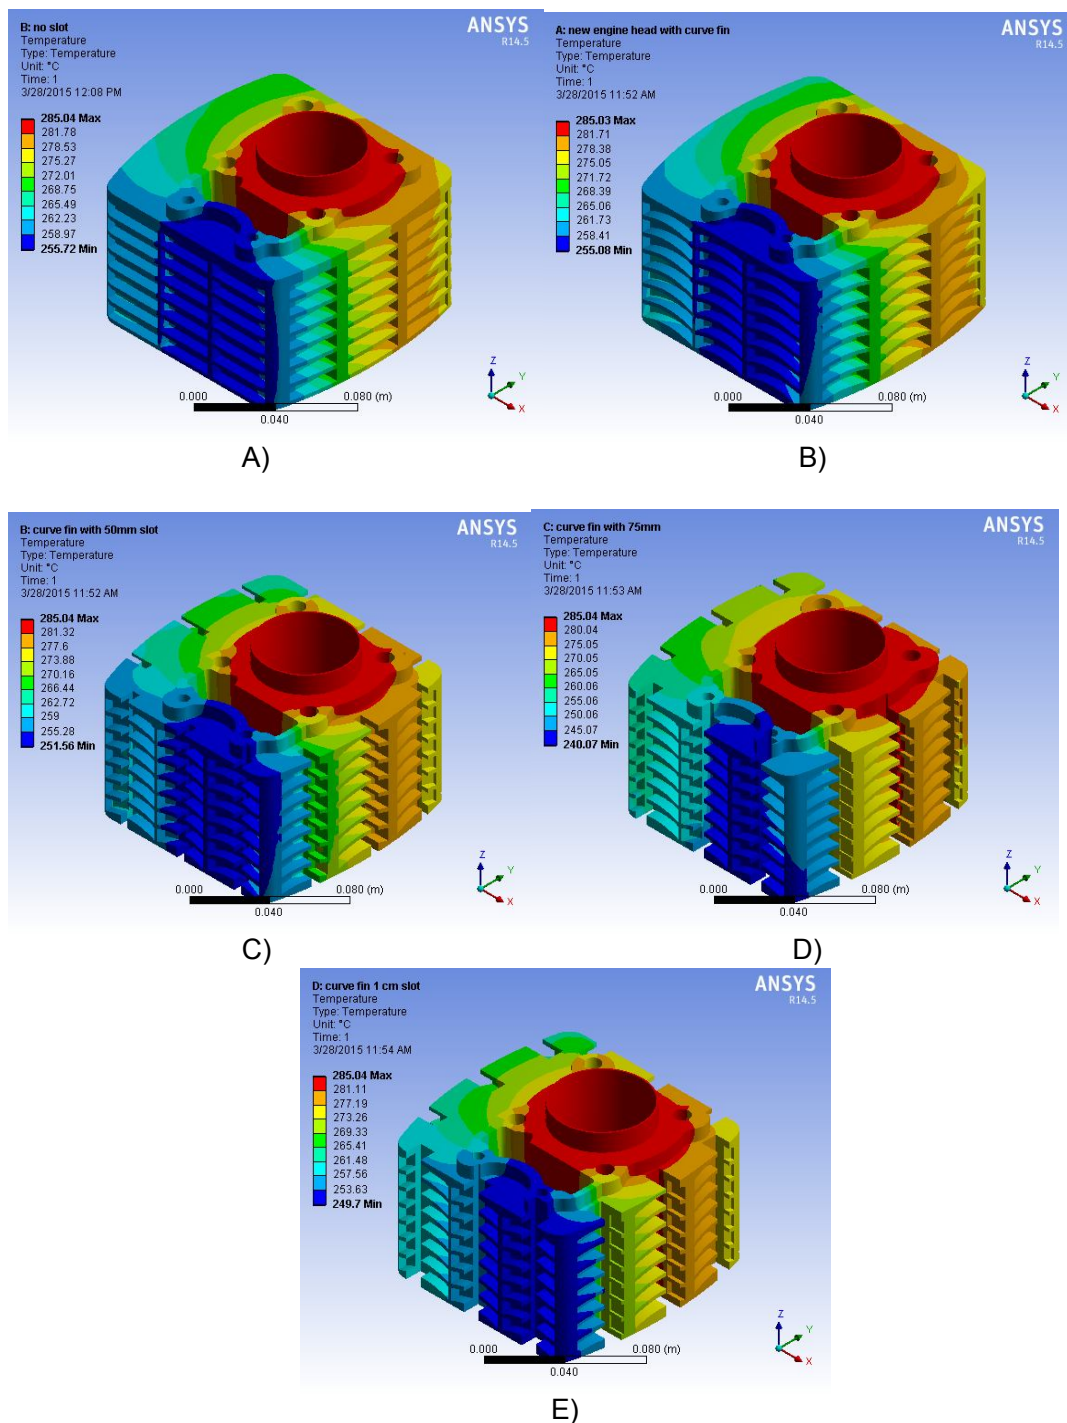 B: no slot
Temperature
Type: Temperature
Unit: °C
Time: 1
3/28/2015 12:08 PM
285.04 Max
281.78
278.53
275.27
272.01
268.75
265.49
262.23
258.97
255.72 Min
ANSYS
R14.5
Z
Y
X
0.000
0.080 (m)
0.040
A)
A: new engine head with curve fin
Temperature
Type: Temperature
Unit: °C
Time: 1
3/28/2015 11:52 AM
285.03 Max
281.71
278.38
275.05
271.72
268.39
265.06
261.73
258.41
255.08 Min
ANSYS
R14.5
Z
Y
X
0.000
0.080 (m)
0.040
B)
B: curve fin with 50mm slot
Temperature
Type: Temperature
Unit: °C
Time: 1
3/28/2015 11:52 AM
285.04 Max
281.32
277.6
273.88
270.16
266.44
262.72
259
255.28
251.56 Min
ANSYS
R14.5
Z
Y
X
0.000
0.080 (m)
0.040
C)
C: curve fin with 75mm
Temperature
Type: Temperature
Unit: °C
Time: 1
3/28/2015 11:53 AM
285.04 Max
280.04
275.05
270.05
265.05
260.06
255.06
250.06
245.07
240.07 Min
ANSYS
R14.5
Z
Y
X
0.000
0.080 (m)
0.040
D)
D: curve fin 1 cm slot
Temperature
Type: Temperature
Unit: °C
Time: 1
3/28/2015 11:54 AM
285.04 Max
281.11
277.19
273.26
269.33
265.41
261.48
257.56
253.63
249.7 Min
ANSYS
R14.5
Z
Y
X
0.000
0.080 (m)
0.040
E)